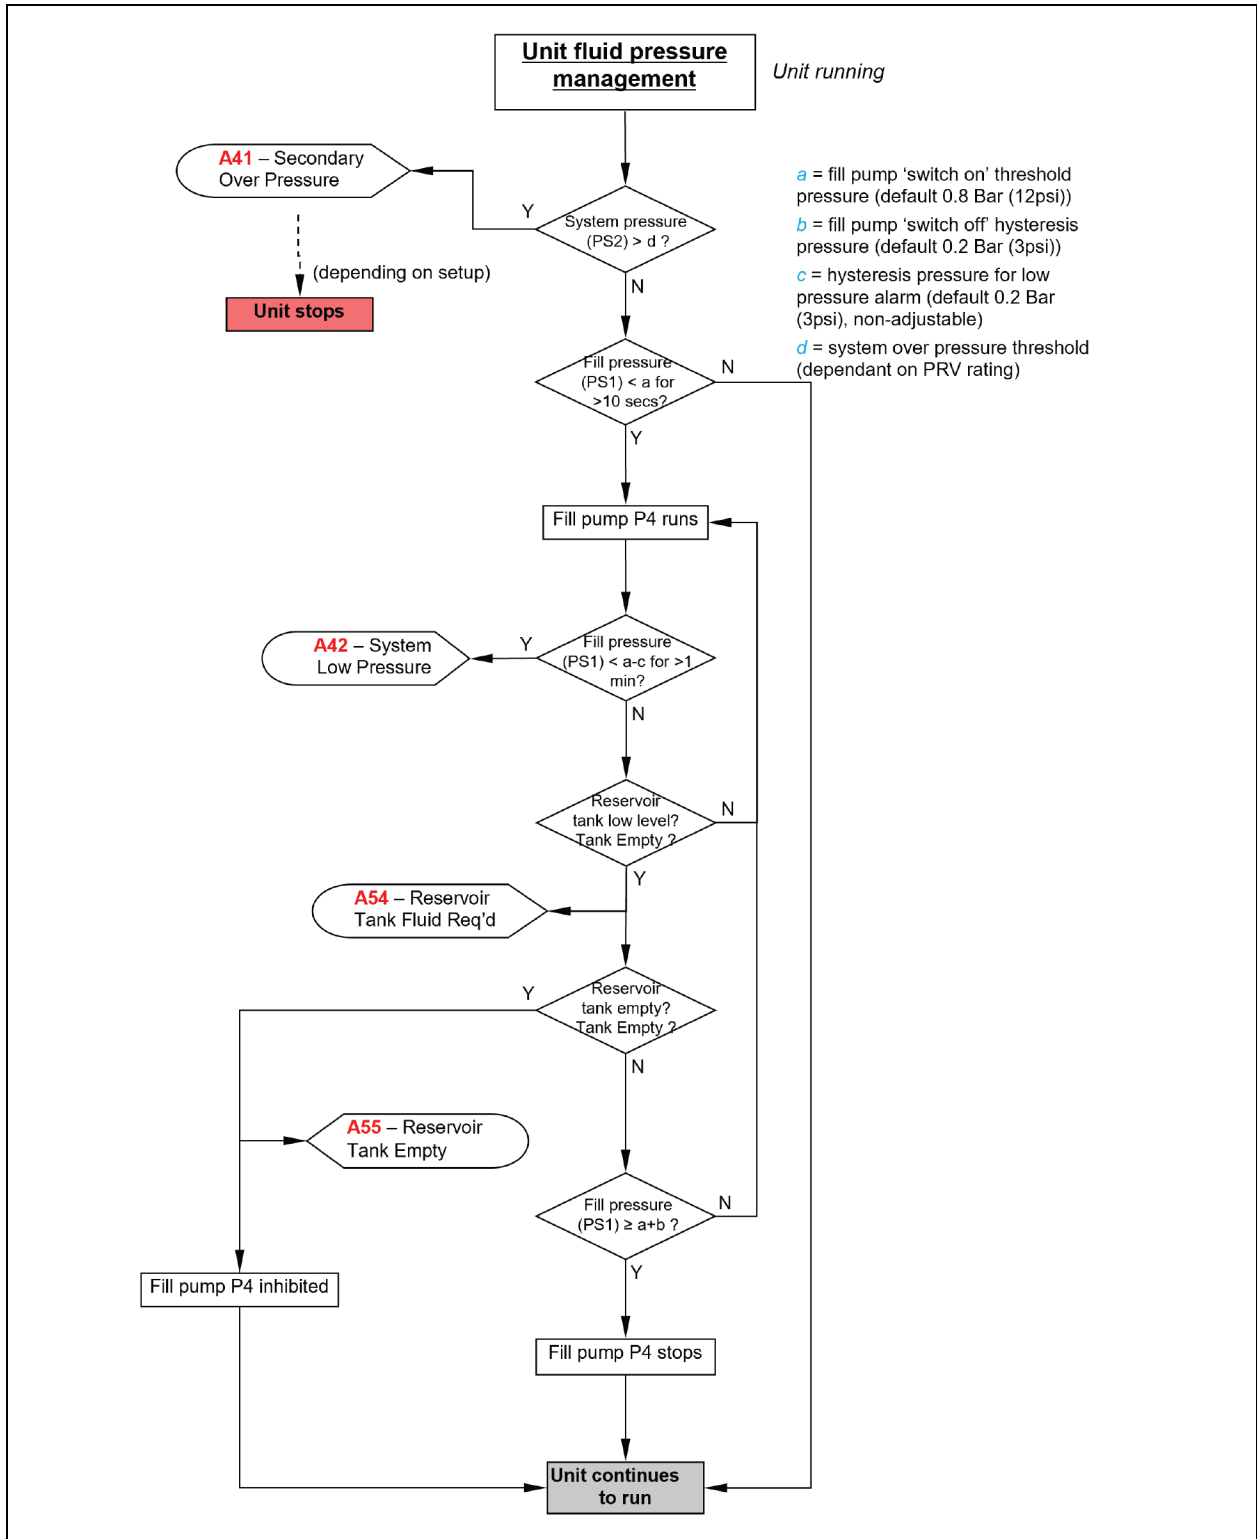 Unit fluid pressure
management
Unit running
A41 – Secondary
Over Pressure
Y
System pressure
(PS2) > d ?
N
(depending on setup)
Unit stops
a = fill pump ‘switch on’ threshold
pressure (default 0.8 Bar (12psi))
b = fill pump ‘switch off’ hysteresis
pressure (default 0.2 Bar (3psi))
c = hysteresis pressure for low
pressure alarm (default 0.2 Bar
(3psi), non-adjustable)
d = system over pressure threshold
(dependant on PRV rating)
Fill pressure
(PS1) < a for
>10 secs?
N
Y
Fill pump P4 runs
A42 – System
Low Pressure
Y
Fill pressure
(PS1) < a-c for >1
min?
N
Reservoir
tank low level?
Tank Empty ?
N
Y
A54 – Reservoir
Tank Fluid Req’d
Y
Reservoir
tank empty?
Tank Empty ?
N
A55 – Reservoir
Tank Empty
Fill pressure
(PS1) ≥ a+b ?
N
Y
Fill pump P4 inhibited
Fill pump P4 stops
Unit continues
to run